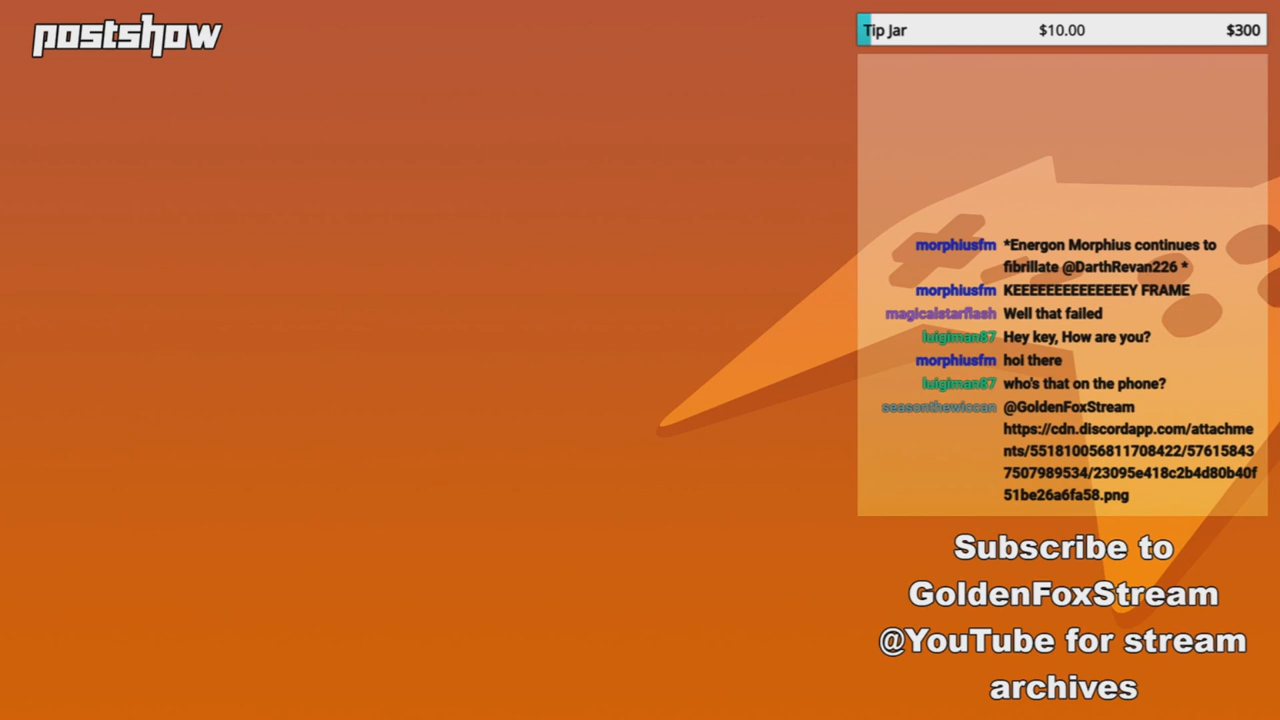 postshow
Tip Jar $10.00 $300
morphiusfm *Energon Morphius continues to
fibrillate @DarthRevan226 *
morphiusfm KEEEEEEEEEEEEEEY FRAME
magicalstarflash Well that failed
luigiman87 Hey key, How are you?
morphiusfm hoi there
luigiman87 who's that on the phone?
seasonthewiccan @GoldenFoxStream
https://cdn.discordapp.com/attachme
nts/551810056811708422/57615843
7507989534/23095e418c2b4d80b40f
51be26a6fa58.png
Subscribe to
GoldenFoxStream
@YouTube for stream
archives